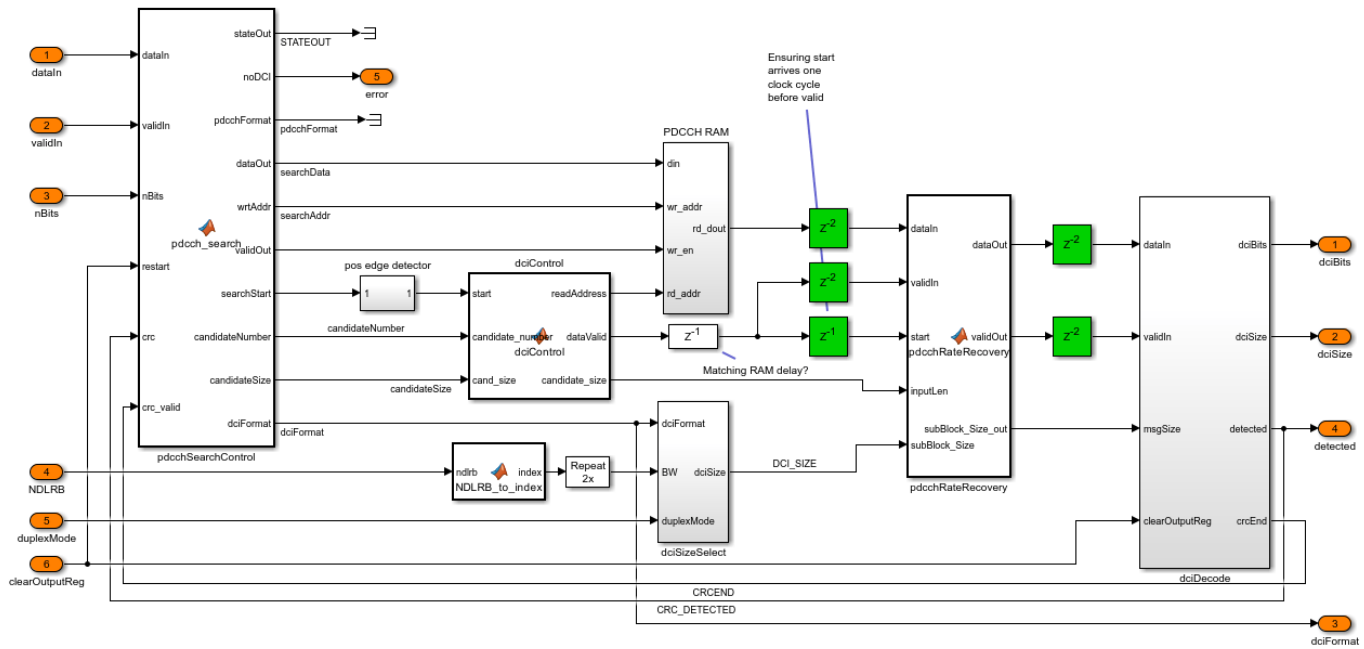 stateOut
STATEOUT
1
dataIn
dataIn
noDCI
5
error
Ensuring start
arrives one
clock cycle
before valid
2
validIn
validIn
pdcchFormat
pdcchFormat
PDCCH RAM
dataOut
searchData
din
3
nBits
nBits
wrtAddr
searchAddr
wr_addr
pdcch_search
rd_dout
Z-2
dataIn
dataOut
Z-2
dataIn
dciBits
1
dciBits
validOut
wr_en
restart
pos edge detector
dciControl
searchStart
1
1
start
readAddress
rd_addr
Z-2
validIn
crc
candidateNumber
candidateNumber
candidate_number
dataValid
dciControl
Z-1
Z-1
start
validOut
pdcchRateRecovery
Z-2
validIn
dciSize
2
dciSize
Matching RAM delay?
candidateSize
candidateSize
cand_size
candidate_size
inputLen
crc_valid
dciFormat
dciFormat
dciFormat
subBlock_Size_out
subBlock_Size
msgSize
detected
4
detected
pdcchSearchControl
4
NDLRB
ndlrb
index
NDLRB_to_index
Repeat
2x
BW
dciSize
DCI_SIZE
pdcchRateRecovery
5
duplexMode
duplexMode
dciSizeSelect
clearOutputReg
crcEnd
6
clearOutputReg
dciDecode
CRCEND
CRC_DETECTED
3
dciFormat